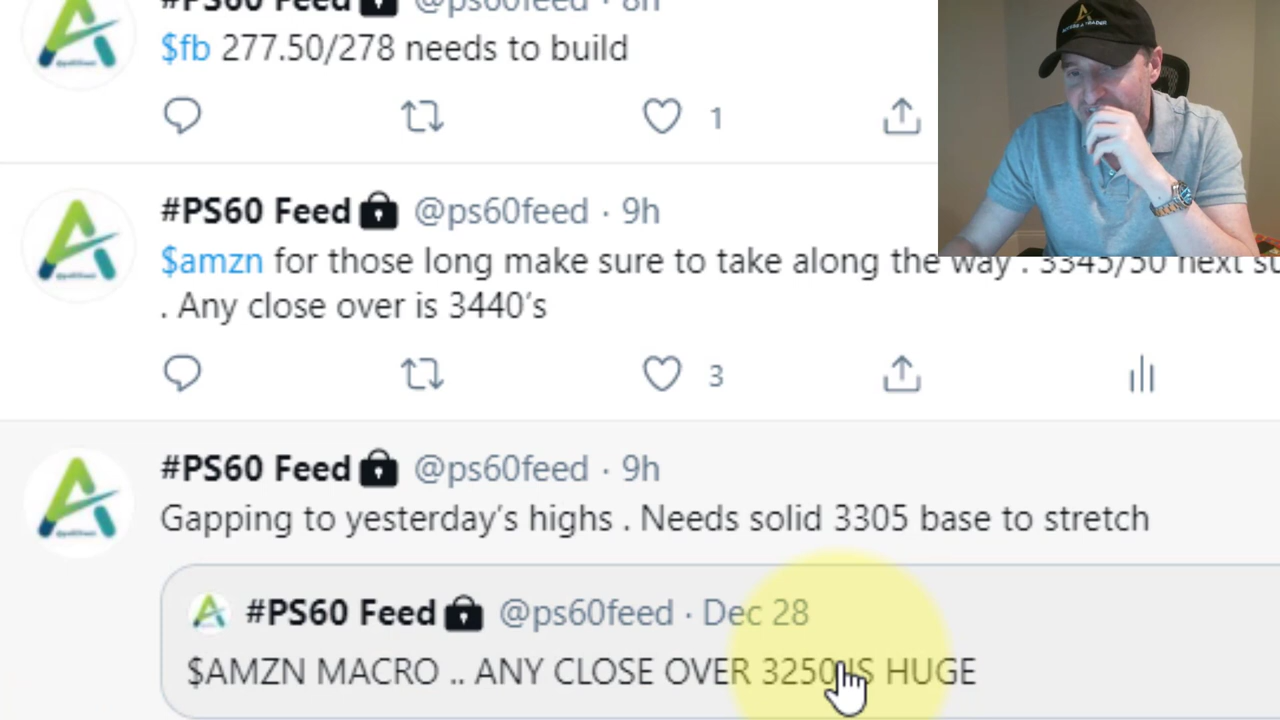 #PS60 Feed @ps60feed · 8h
$fb 277.50/278 needs to build
1
#PS60 Feed @ps60feed · 9h
$amzn for those long make sure to take along the way . 3345/50 next
. Any close over is 3440's
3
#PS60 Feed @ps60feed · 9h
Gapping to yesterday's highs . Needs solid 3305 base to stretch
#PS60 Feed @ps60feed · Dec 28
$AMZN MACRO .. ANY CLOSE OVER 3250 IS HUGE